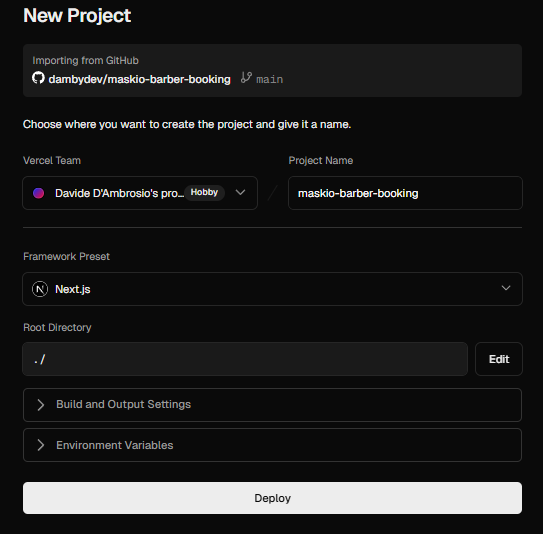 New Project
Importing from GitHub
dambydev/maskio-barber-booking main
Choose where you want to create the project and give it a name.
Vercel Team
Project Name
Davide D'Ambrosio's pro... Hobby
/
maskio-barber-booking
Framework Preset
Next.js
Root Directory
./
Edit
Build and Output Settings
Environment Variables
Deploy